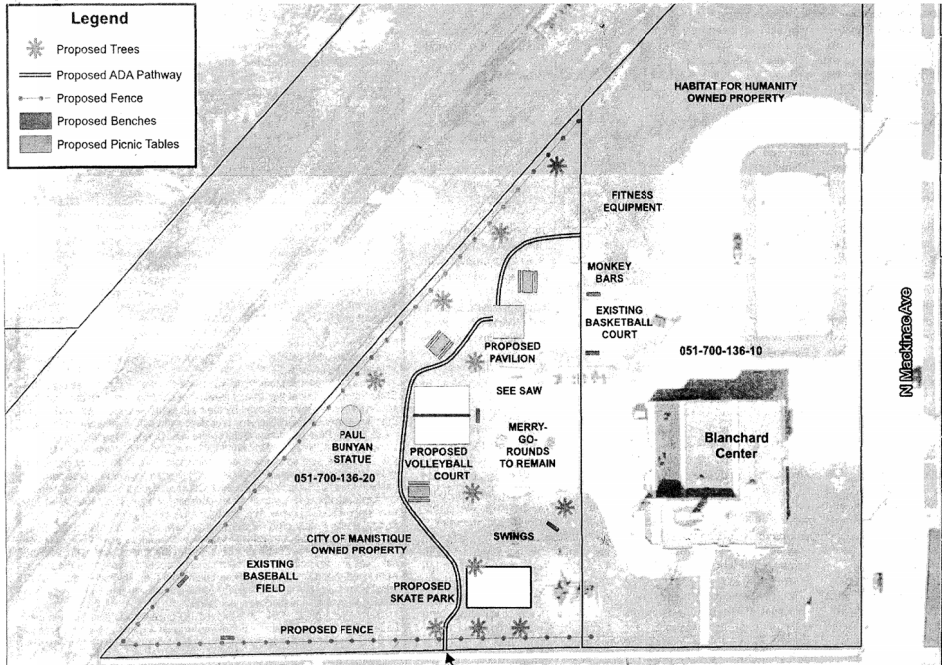 Legend
Proposed Trees
Proposed ADA Pathway
Proposed Fence
Proposed Benches
Proposed Picnic Tables
HABITAT FOR HUMANITY
OWNED PROPERTY
FITNESS
EQUIPMENT
MONKEY
BARS
EXISTING
BASKETBALL
COURT
051-700-136-10
N Mackinac Ave
PROPOSED
PAVILION
SEE SAW
MERRY-
GO-
ROUNDS
TO REMAIN
Blanchard
Center
PAUL
BUNYAN
STATUE
PROPOSED
VOLLEYBALL
COURT
051-700-136-20
SWINGS
CITY OF MANISTIQUE
OWNED PROPERTY
EXISTING
BASEBALL
FIELD
PROPOSED
SKATE PARK
PROPOSED FENCE